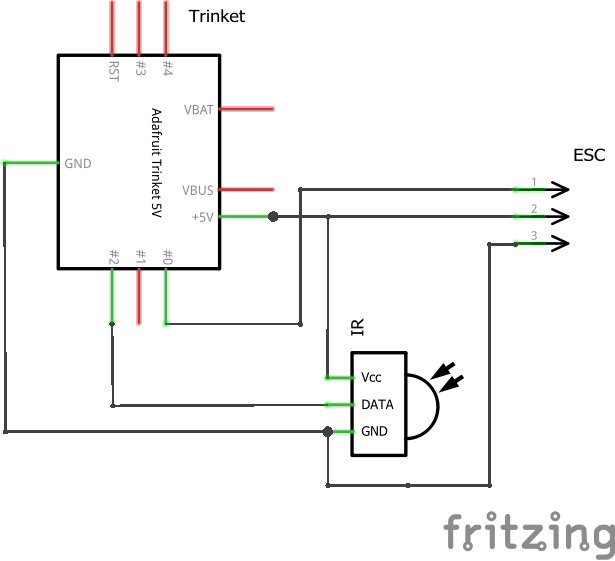 Trinket
RST
#3
#4
VBAT
Adafruit Trinket 5V
GND
VBUS
+5V
#2
#1
#0
ESC
1
2
3
IR
Vcc
DATA
GND
fritzing